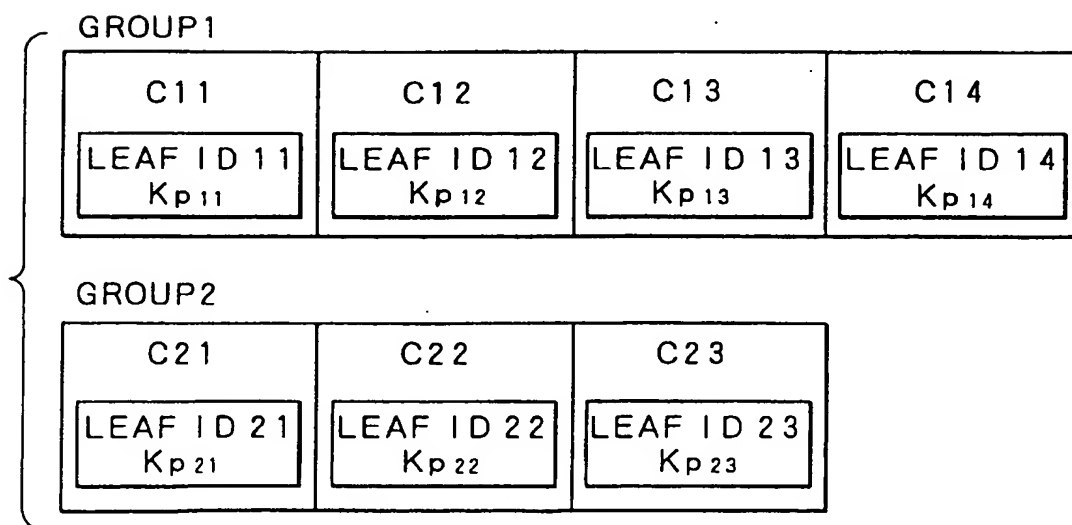 GROUP1
C11 C12 C13 C14
LEAF ID 11 LEAF ID 12 LEAF ID 13 LEAF ID 14
Kp11 Kp12 Kp13 Kp14
GROUP2
C21 C22 C23
LEAF ID 21 LEAF ID 22 LEAF ID 23
Kp21 Kp22 Kp23